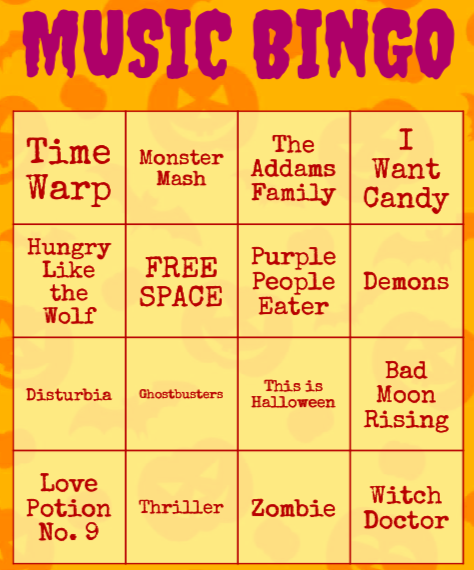 MUSIC BINGO
Time
Warp
Monster
Mash
The
Addams
Family
I
Want
Candy
Hungry
Like
the
Wolf
FREE
SPACE
Purple
People
Eater
Demons
Disturbia
Ghostbusters
This is
Halloween
Bad
Moon
Rising
Love
Potion
No. 9
Thriller
Zombie
Witch
Doctor